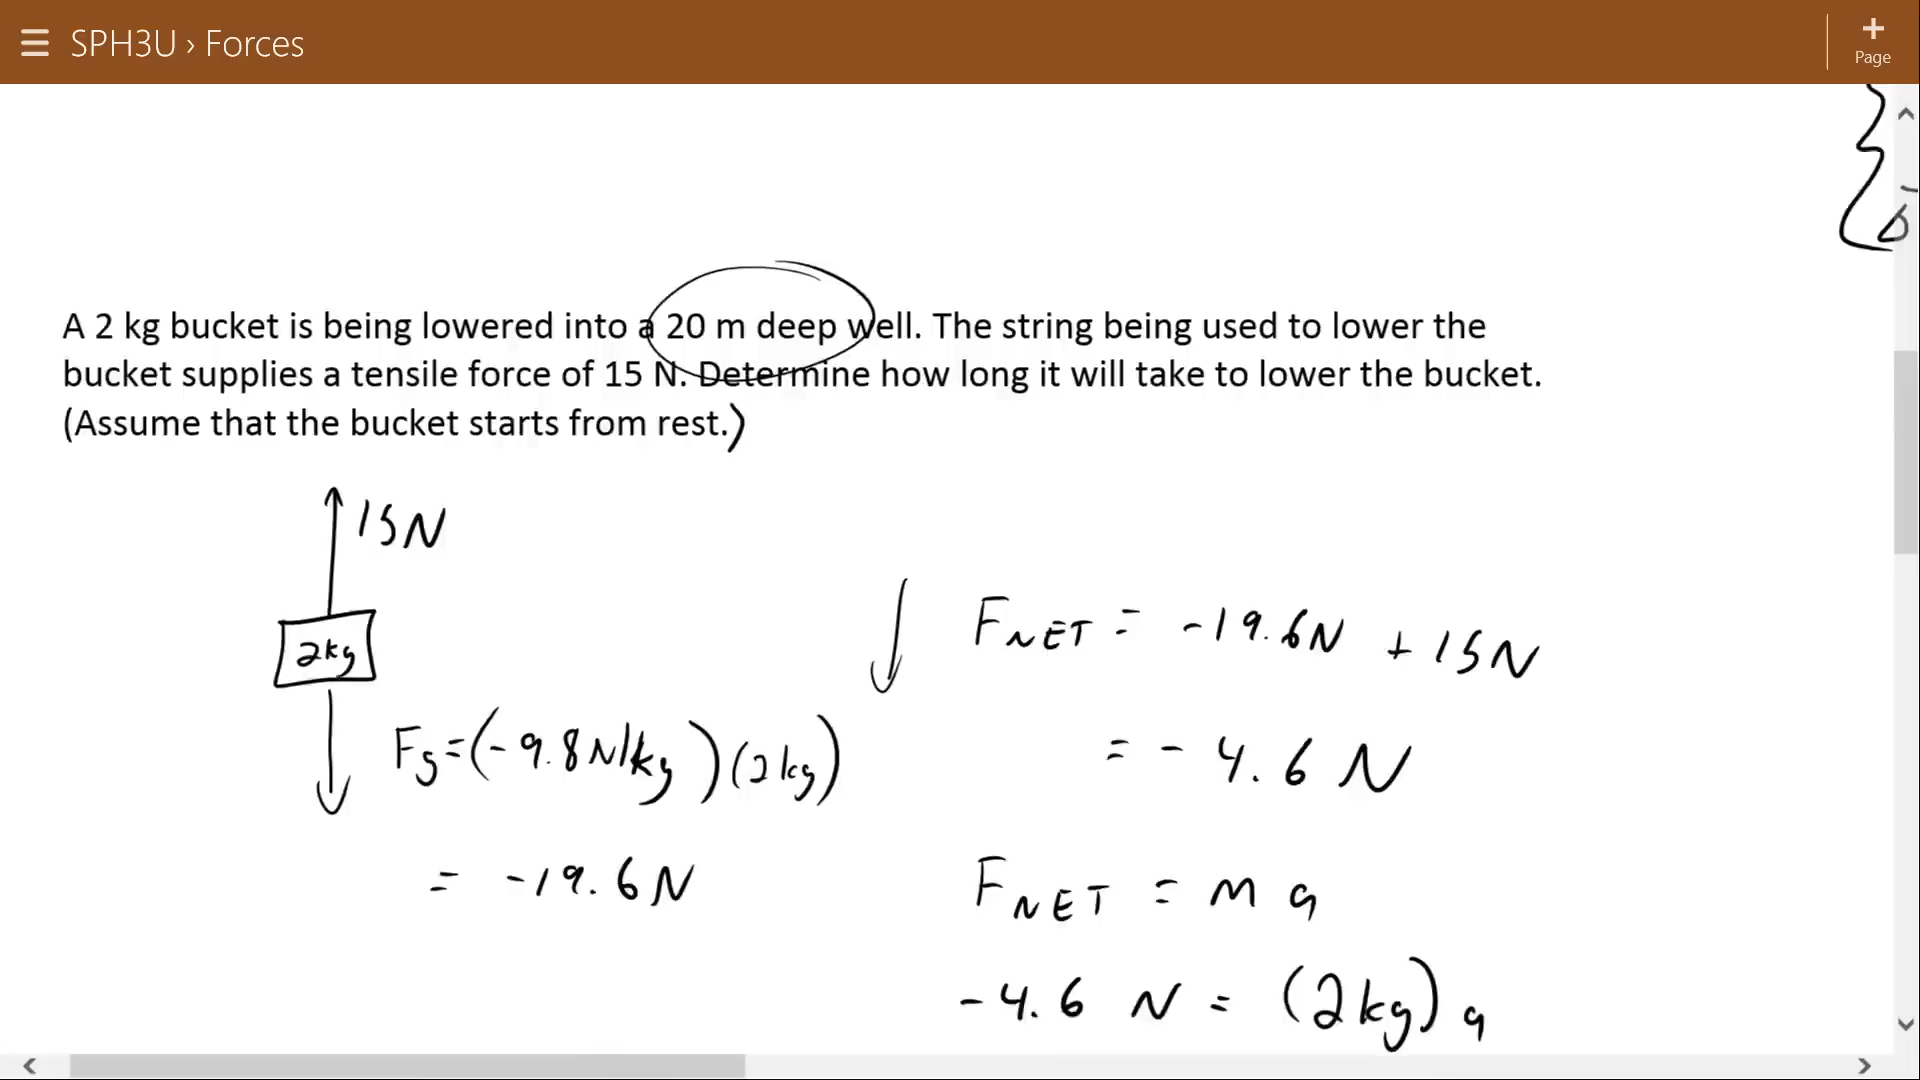 SPH3U › Forces
+
Page
A 2 kg bucket is being lowered into a 20 m deep well. The string being used to lower the
bucket supplies a tensile force of 15 N. Determine how long it will take to lower the bucket.
(Assume that the bucket starts from rest.)
15N
2kg
Fg=(-9.8N/kg)(2kg)
= -19.6N
FNET = -19.6N + 15N
= -4.6 N
FNET = ma
-4.6 N = (2kg)a